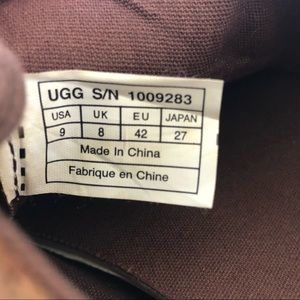 UGG S/N 1009283
USA UK EU JAPAN
9 8 42 27
Made In China
Fabrique en Chine